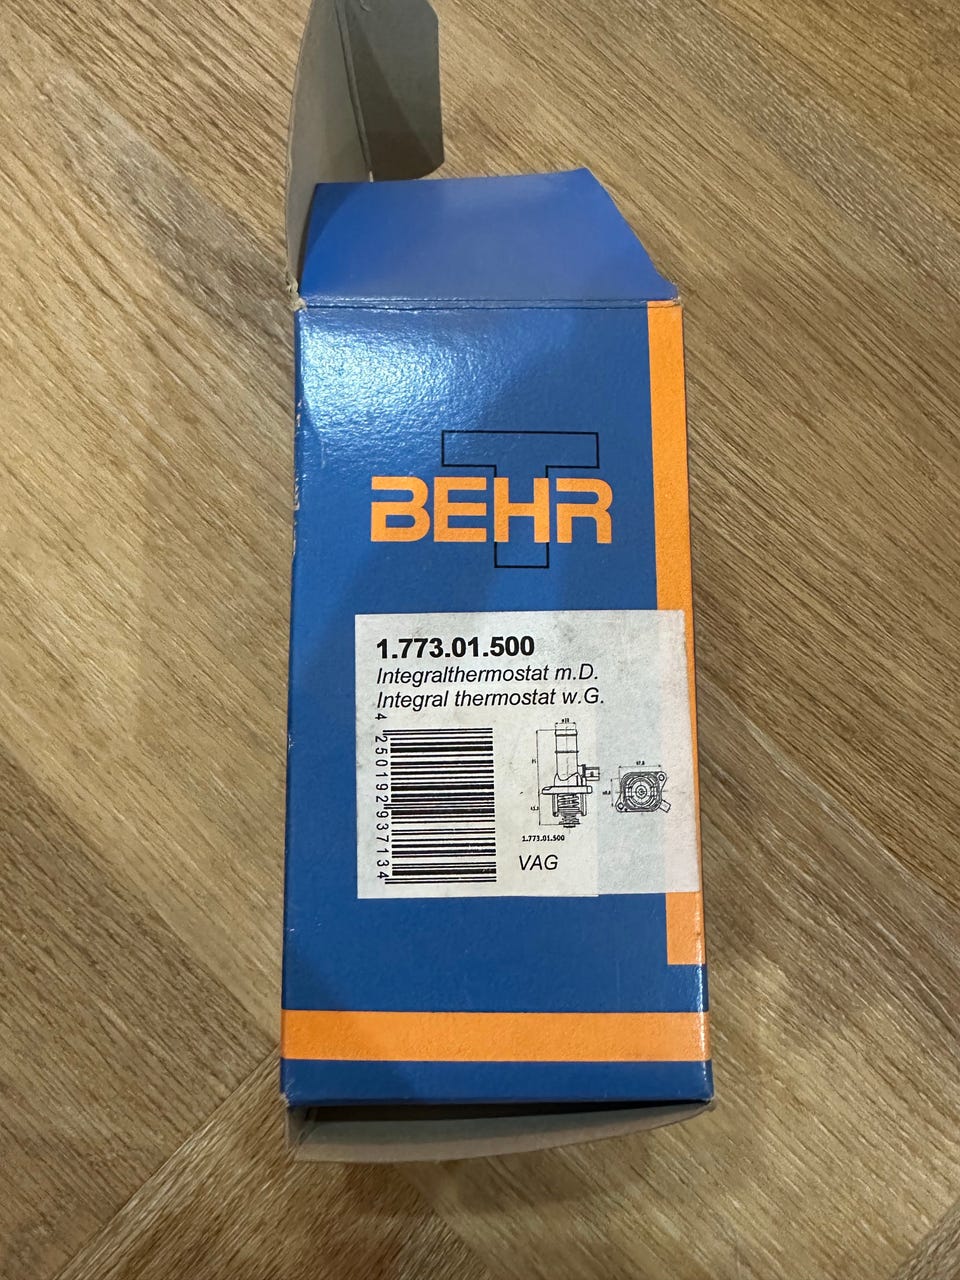 BEHR
T
1.773.01.500
Integralthermostat m.D.
Integral thermostat w.G.
4 250192 937134
1.773.01.500
VAG